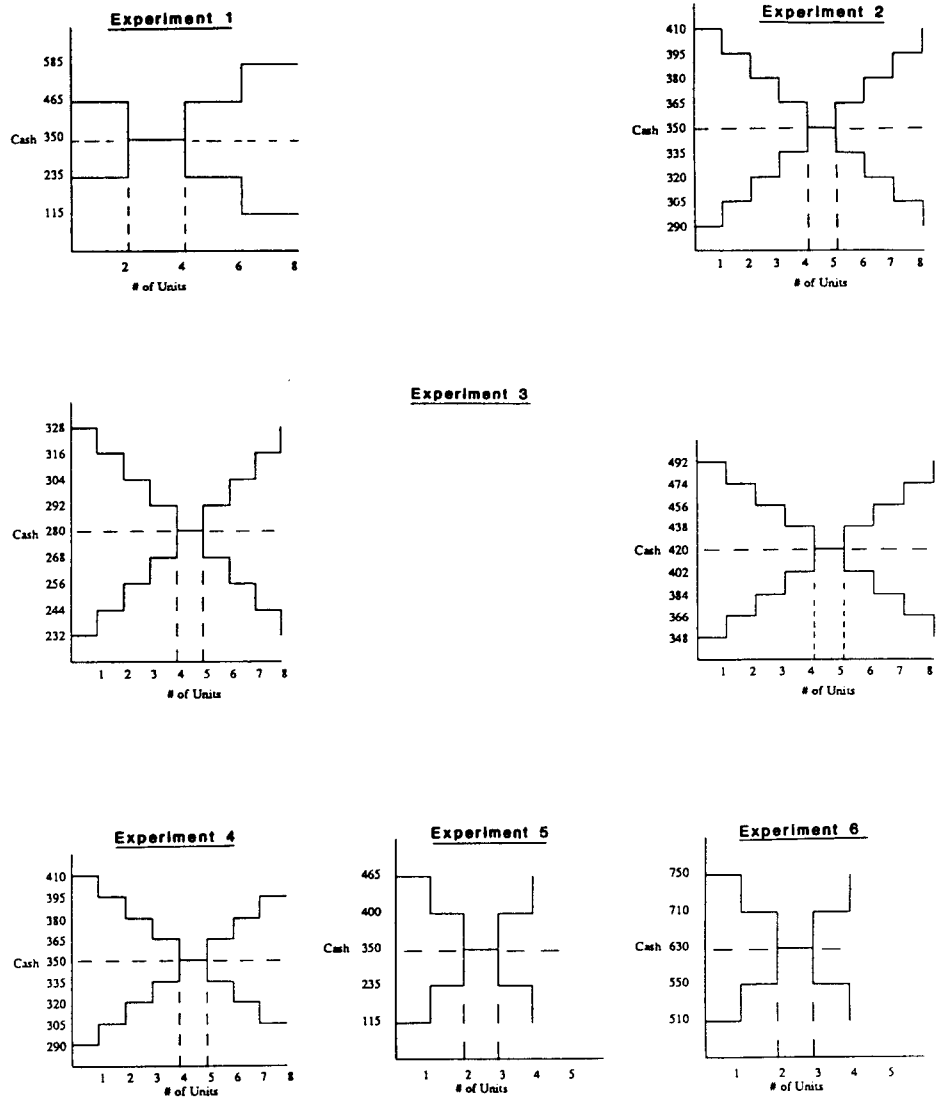 Experiment 1
585
465
Cash 350
235
115
2 4 6 8
# of Units
Experiment 2
410
395
380
365
Cash 350
335
320
305
290
1 2 3 4 5 6 7 8
# of Units
Experiment 3
328
316
304
292
280
Cash
268
256
244
232
1 2 3 4 5 6 7 8
# of Units
492
474
456
438
Cash 420
402
384
366
348
1 2 3 4 5 6 7 8
# of Units
Experiment 4
410
395
380
365
Cash 350
335
320
305
290
1 2 3 4 5 6 7 8
# of Units
Experiment 5
465
400
Cash 350
235
115
1 2 3 4 5
# of Units
Experiment 6
750
710
Cash 630
550
510
1 2 3 4 5
# of Units